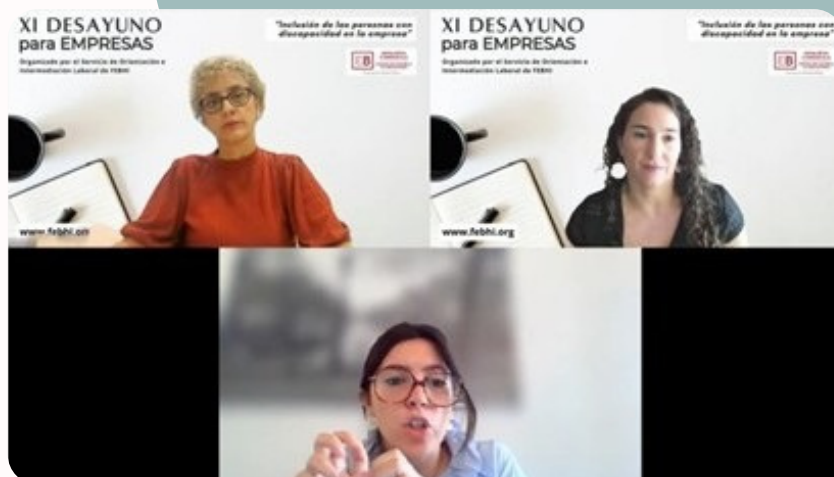 XI DESAYUNO
para EMPRESAS
Organizado por el Servicio de Orientación e
Intermediación Laboral de FEBHI
"Inclusión de las personas con
discapacidad en la empresa"
www.febhi.org
XI DESAYUNO
para EMPRESAS
Organizado por el Servicio de Orientación e
Intermediación Laboral de FEBHI
"Inclusión de las personas con
discapacidad en la empresa"
www.febhi.org